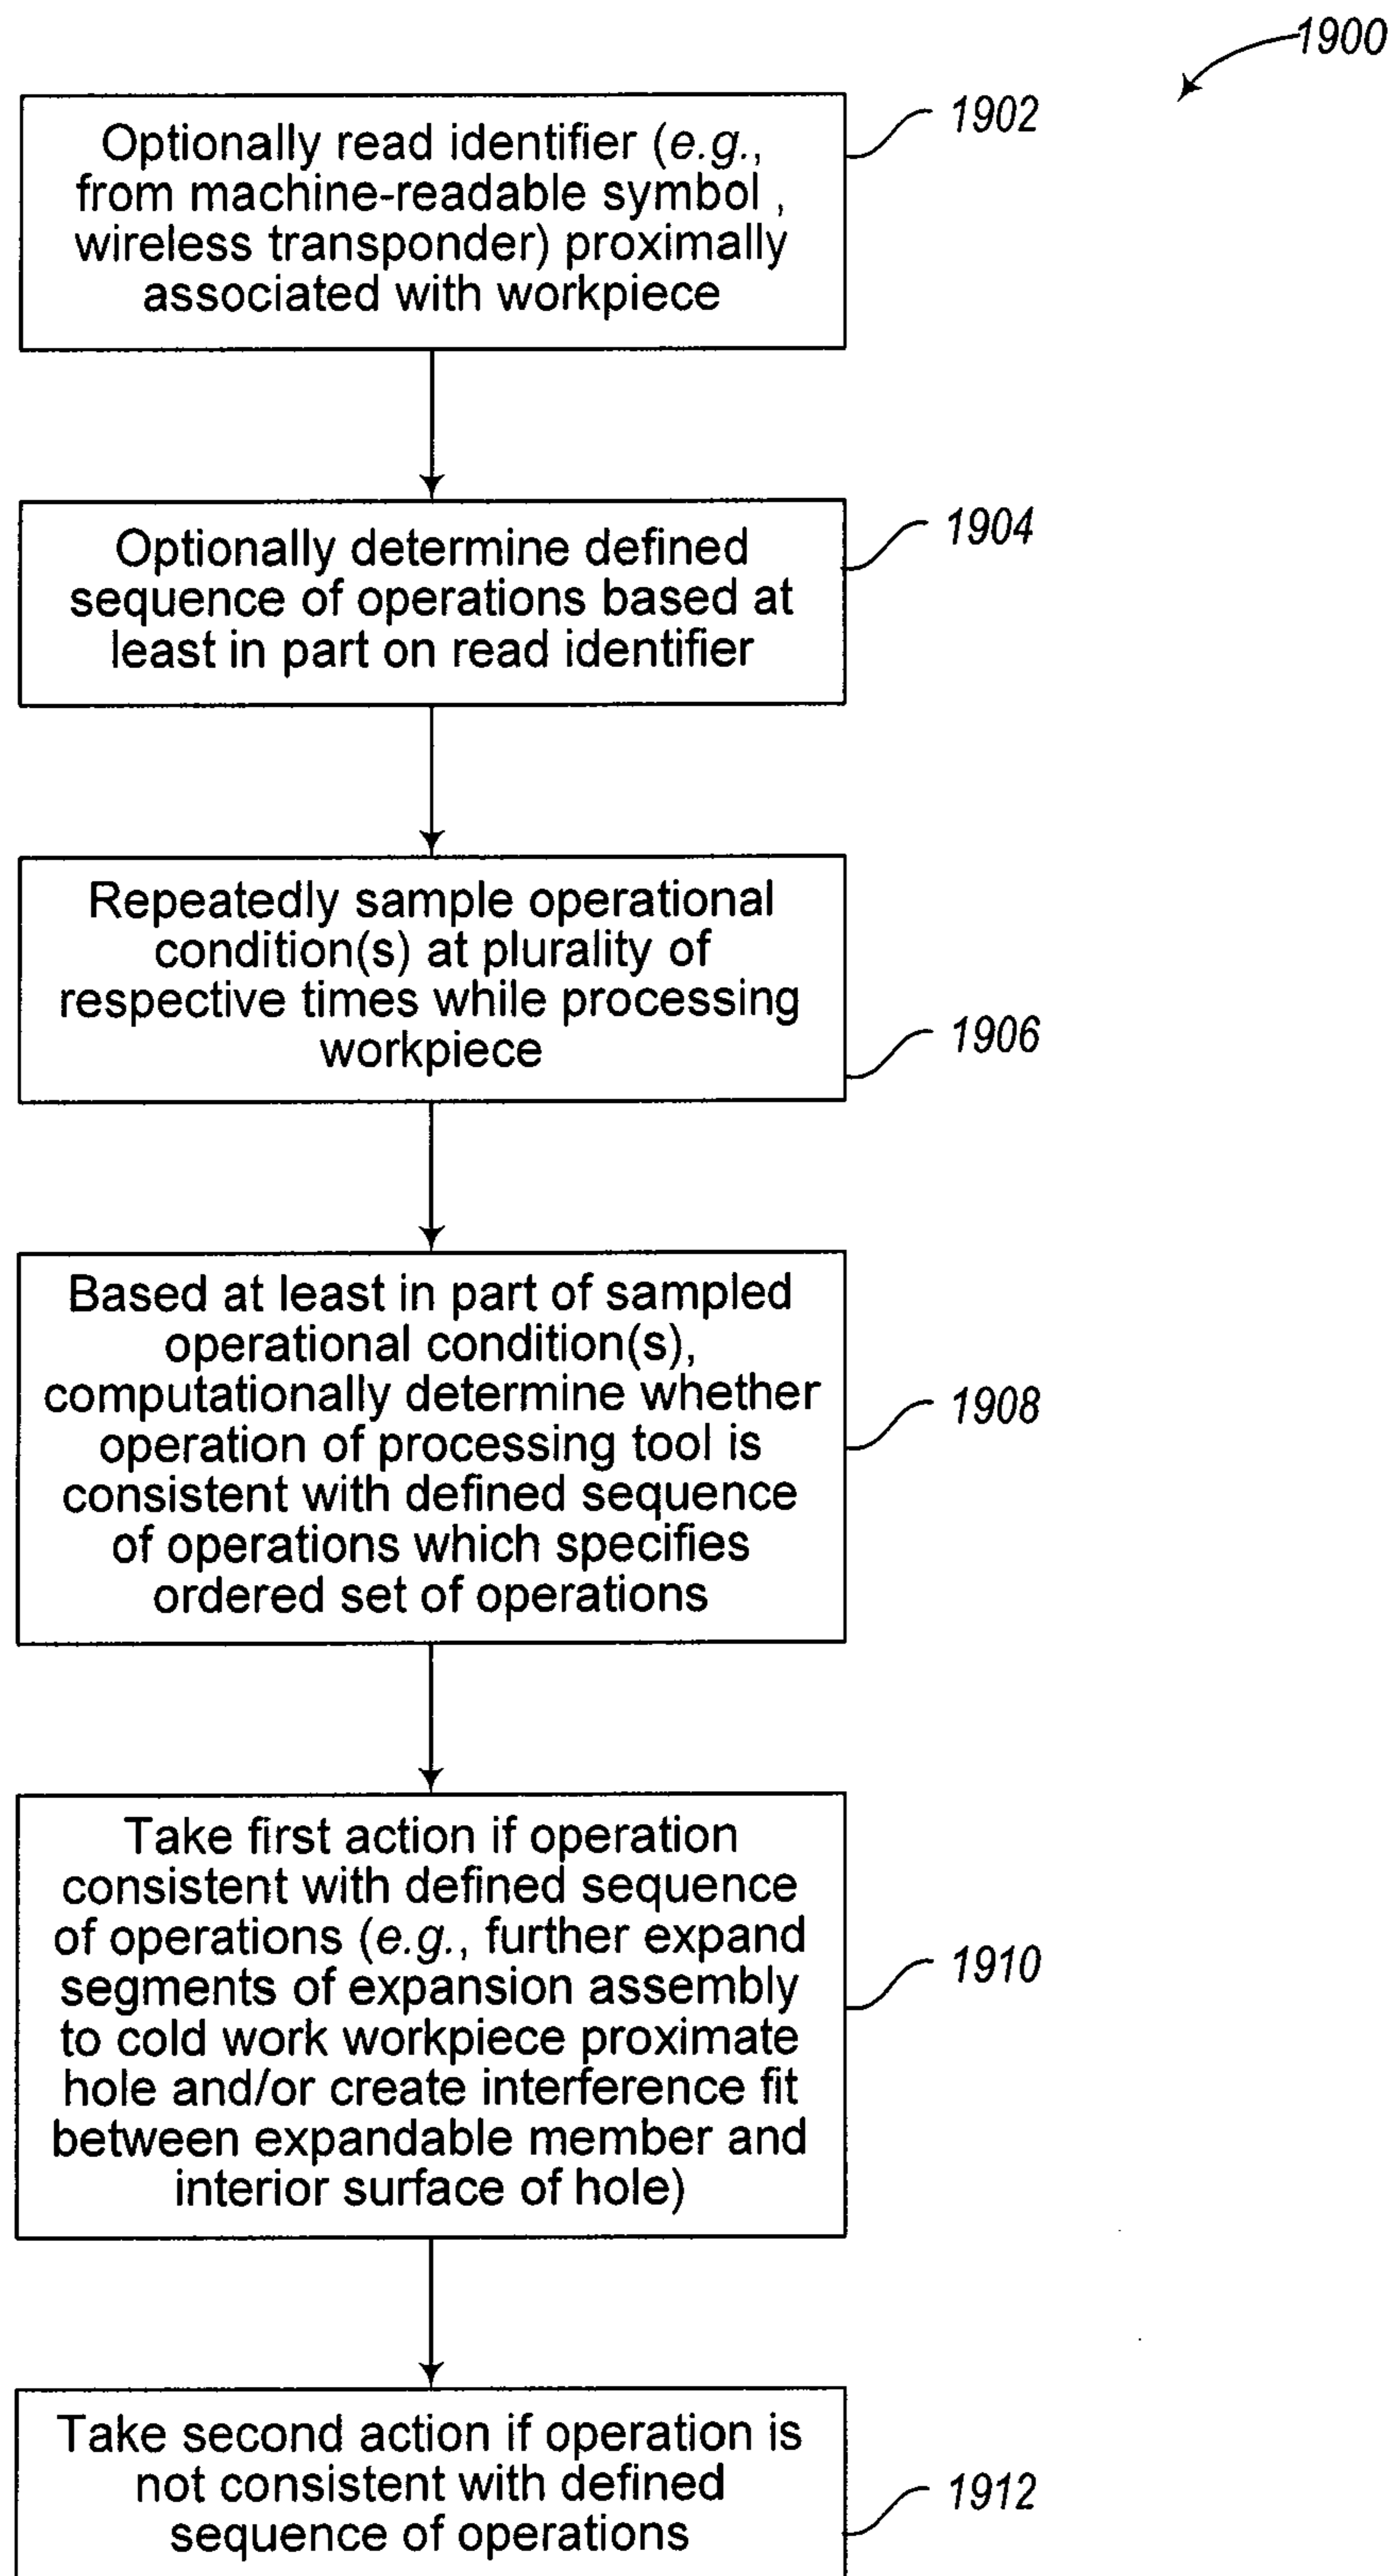 1900
Optionally read identifier (e.g.,
from machine-readable symbol ,
wireless transponder) proximally
associated with workpiece
1902
Optionally determine defined
sequence of operations based at
least in part on read identifier
1904
Repeatedly sample operational
condition(s) at plurality of
respective times while processing
workpiece
1906
Based at least in part of sampled
operational condition(s),
computationally determine whether
operation of processing tool is
consistent with defined sequence
of operations which specifies
ordered set of operations
1908
Take first action if operation
consistent with defined sequence
of operations (e.g., further expand
segments of expansion assembly
to cold work workpiece proximate
hole and/or create interference fit
between expandable member and
interior surface of hole)
1910
Take second action if operation is
not consistent with defined
sequence of operations
1912